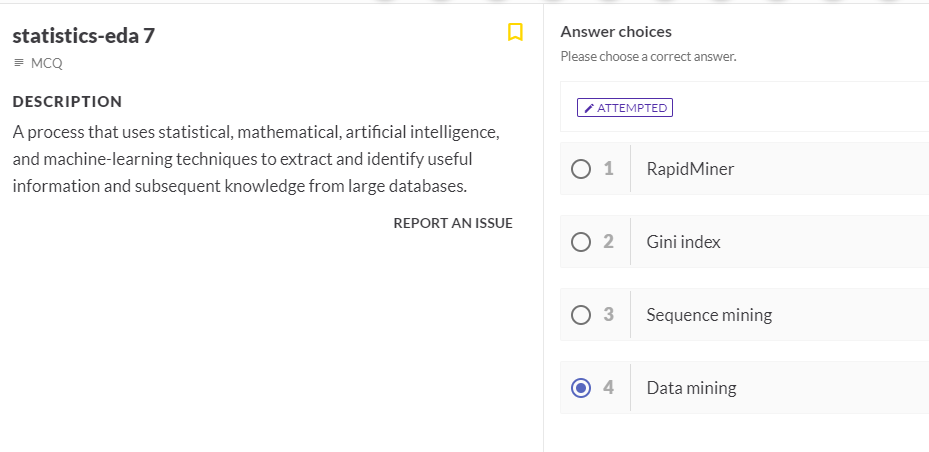 statistics-eda 7
MCQ
DESCRIPTION
A process that uses statistical, mathematical, artificial intelligence,
and machine-learning techniques to extract and identify useful
information and subsequent knowledge from large databases.
REPORT AN ISSUE
Answer choices
Please choose a correct answer.
ATTEMPTED
1 RapidMiner
2 Gini index
3 Sequence mining
4 Data mining